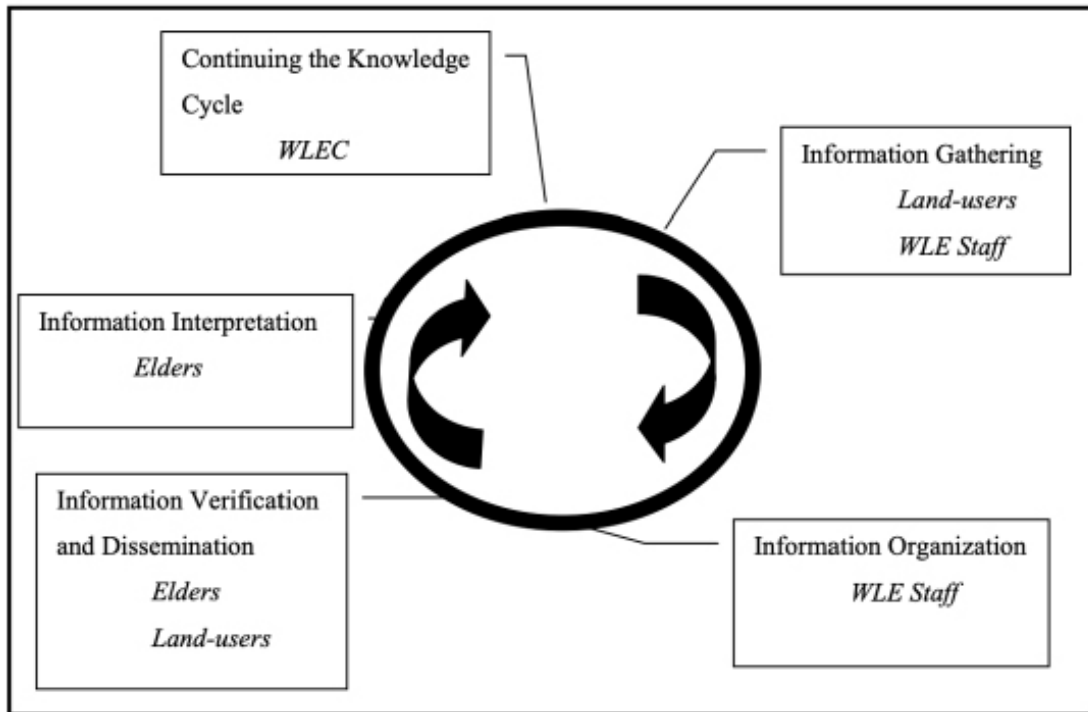 Continuing the Knowledge
Cycle
WLEC
Information Gathering
Land-users
WLE Staff
Information Interpretation
Elders
Information Verification
and Dissemination
Elders
Land-users
Information Organization
WLE Staff